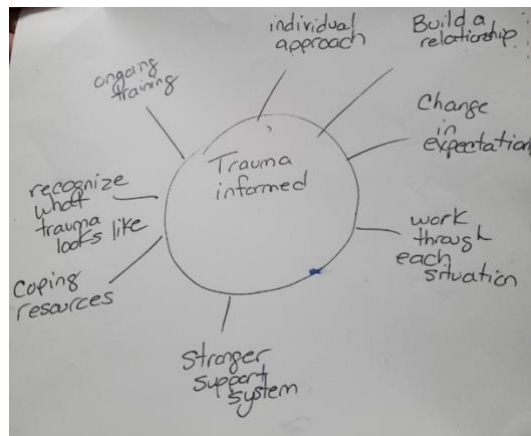 Trauma
informed
individual
approach
Build a
relationship
Change
in
expectation
work
through
each
situation
Stronger
support
system
Coping
resources
recognize
what
trauma
looks like
ongoing
training